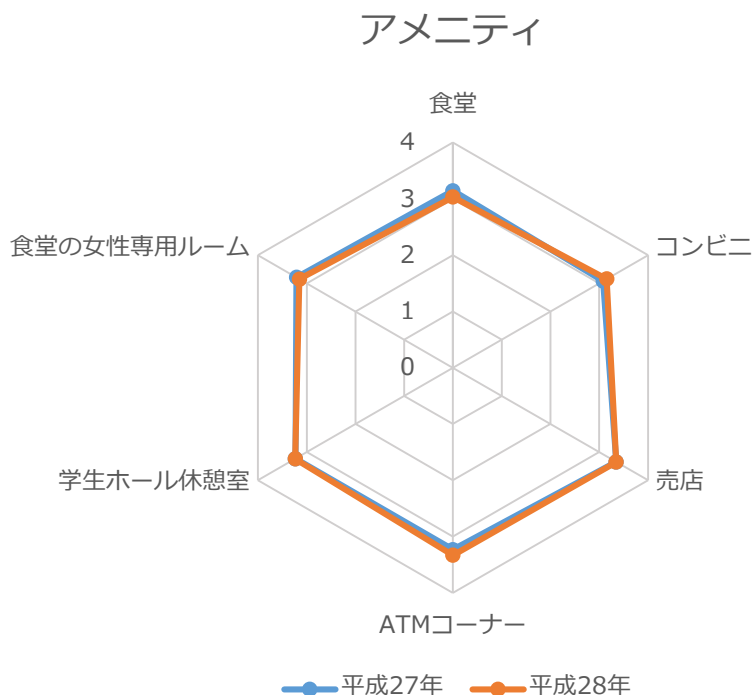 アメニティ
食堂
4
3
2
1
0
コンビニ
食堂の女性専用ルーム
学生ホール休憩室
売店
ATMコーナー
平成27年 平成28年